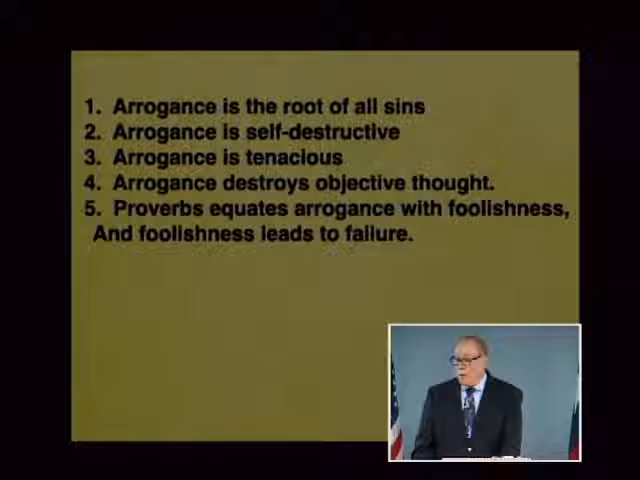 1. Arrogance is the root of all sins
2. Arrogance is self-destructive
3. Arrogance is tenacious
4. Arrogance destroys objective thought.
5. Proverbs equates arrogance with foolishness,
And foolishness leads to failure.